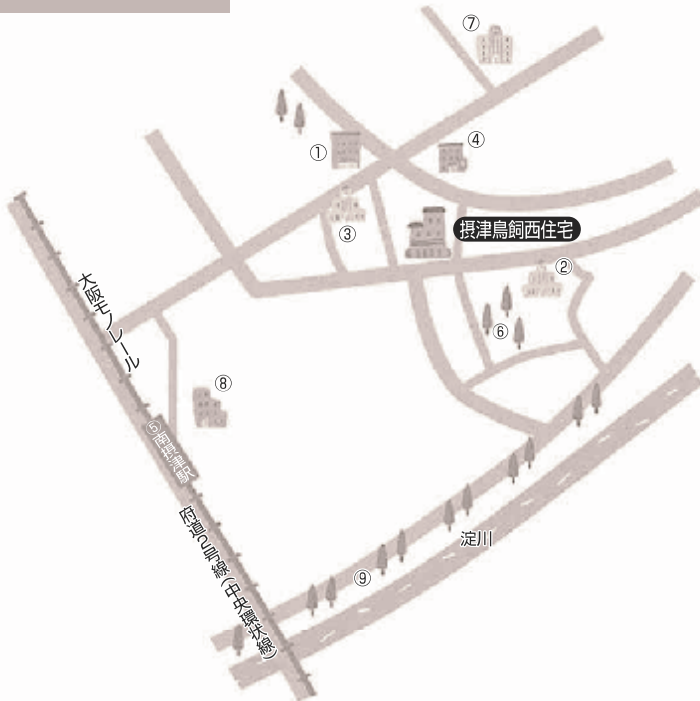 ⑦
④
①
摂津鳥飼西住宅
③
②
大阪モノレール
⑥
⑧
⑤南摂津駅
府道2号線(中央環状線)
淀川
⑨